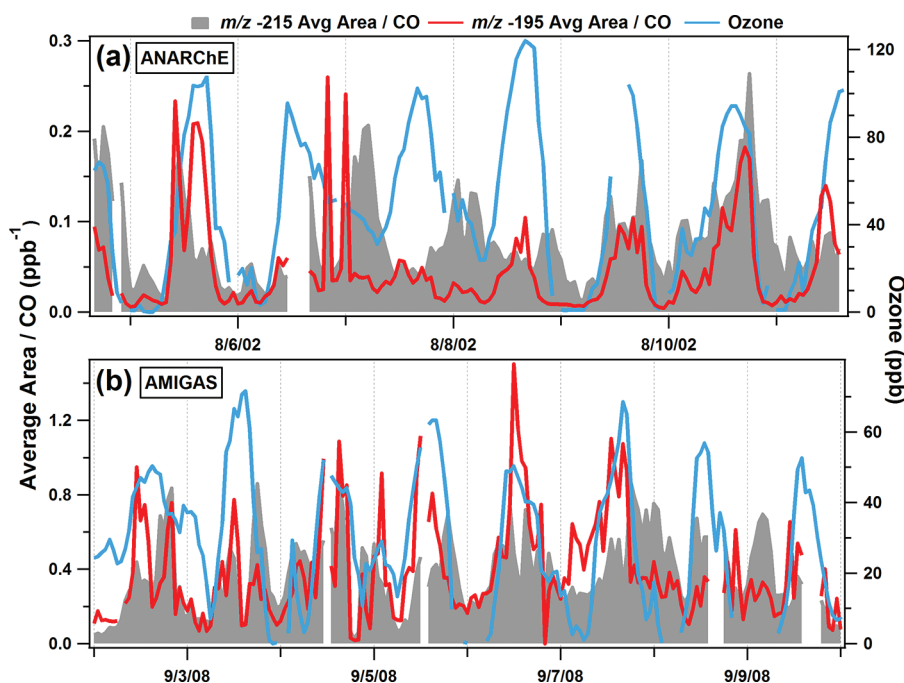 m/z -215 Avg Area / CO m/z -195 Avg Area / CO Ozone
(a) ANARChE
0.3
0.2
0.1
0.0
120
80
40
0
8/6/02 8/8/02 8/10/02
Average Area / CO (ppb⁻¹)
Ozone (ppb)
(b) AMIGAS
1.2
0.8
0.4
0.0
60
40
20
0
9/3/08 9/5/08 9/7/08 9/9/08